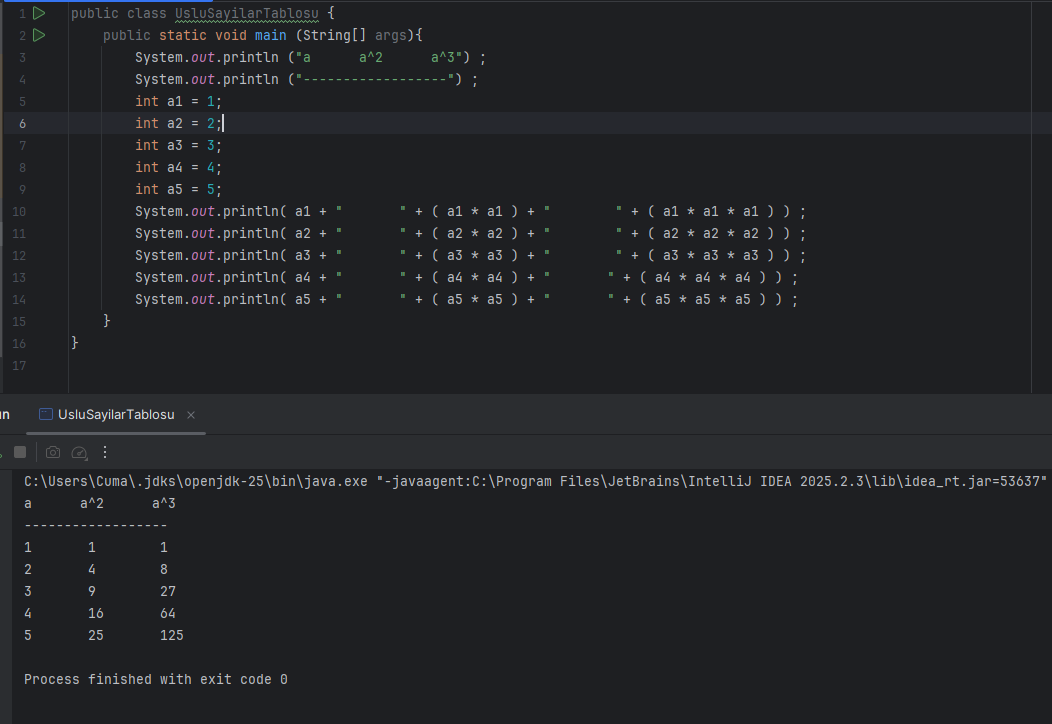 1 public class UsluSayilarTablosu {
2     public static void main (String[] args){
3         System.out.println ("a      a^2      a^3") ;
4         System.out.println ("------------------") ;
5         int a1 = 1;
6         int a2 = 2;
7         int a3 = 3;
8         int a4 = 4;
9         int a5 = 5;
10         System.out.println( a1 + "       " + ( a1 * a1 ) + "        " + ( a1 * a1 * a1 ) ) ;
11         System.out.println( a2 + "       " + ( a2 * a2 ) + "        " + ( a2 * a2 * a2 ) ) ;
12         System.out.println( a3 + "       " + ( a3 * a3 ) + "        " + ( a3 * a3 * a3 ) ) ;
13         System.out.println( a4 + "       " + ( a4 * a4 ) + "       " + ( a4 * a4 * a4 ) ) ;
14         System.out.println( a5 + "       " + ( a5 * a5 ) + "       " + ( a5 * a5 * a5 ) ) ;
15     }
16 }
17
UsluSayilarTablosu
C:\Users\Cuma\.jdks\openjdk-25\bin\java.exe "-javaagent:C:\Program Files\JetBrains\IntelliJ IDEA 2025.2.3\lib\idea_rt.jar=53637"
a      a^2      a^3
------------------
1       1        1
2       4        8
3       9        27
4       16       64
5       25       125
Process finished with exit code 0